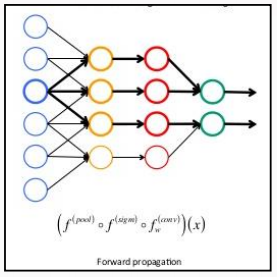 (f^(pool) ∘ f^(sigm) ∘ f_w^(conv))(x)
Forward propagation